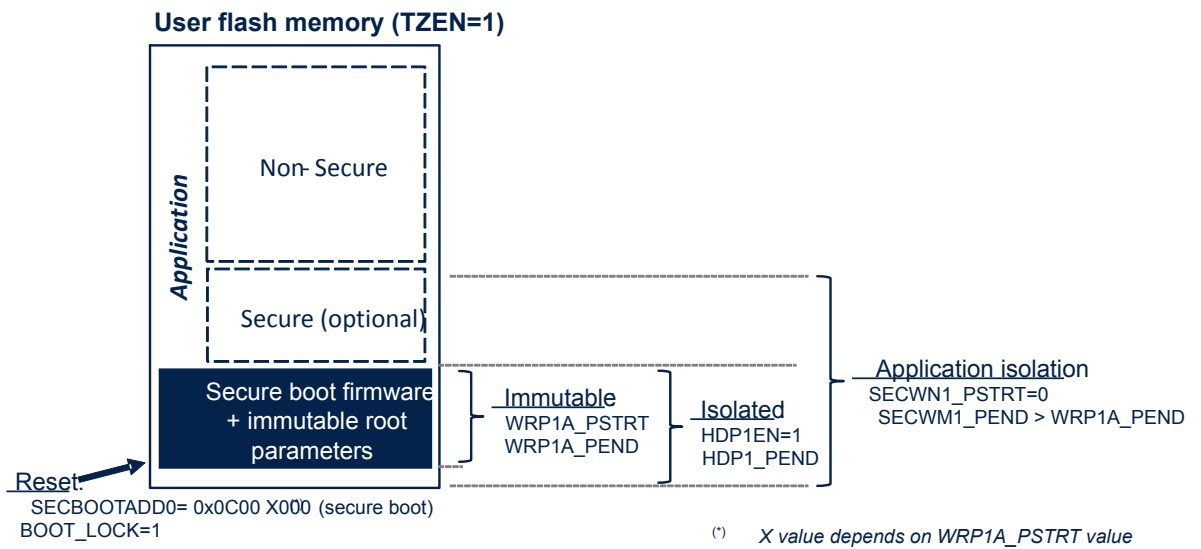 User flash memory (TZEN=1)
Application
Non- Secure
Secure (optional)
Secure boot firmware
+ immutable root
parameters
Immutable
WRP1A_PSTRT
WRP1A_PEND
Isolated
HDP1EN=1
HDP1_PEND
Application isolation
SECWN1_PSTRT=0
SECWM1_PEND > WRP1A_PEND
Reset:
SECBOOTADD0= 0x0C00 X000(*) (secure boot)
BOOT_LOCK=1
(*) X value depends on WRP1A_PSTRT value